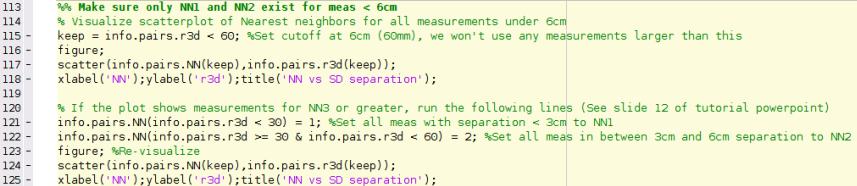 113 %% Make sure only NN1 and NN2 exist for meas < 6cm
114 % Visualize scatterplot of Nearest neighbors for all measurements under 6cm
115 - keep = info.pairs.r3d < 60; %Set cutoff at 6cm (60mm), we won't use any measurements larger than this
116 - figure;
117 - scatter(info.pairs.NN(keep),info.pairs.r3d(keep));
118 - xlabel('NN');ylabel('r3d');title('NN vs SD separation');
119
120 % If the plot shows measurements for NN3 or greater, run the following lines (See slide 12 of tutorial powerpoint)
121 - info.pairs.NN(info.pairs.r3d < 30) = 1; %Set all meas with separation < 3cm to NN1
122 - info.pairs.NN(info.pairs.r3d >= 30 & info.pairs.r3d < 60) = 2; %Set all meas in between 3cm and 6cm separation to NN2
123 - figure; %Re-visualize
124 - scatter(info.pairs.NN(keep),info.pairs.r3d(keep));
125 - xlabel('NN');ylabel('r3d');title('NN vs SD separation');